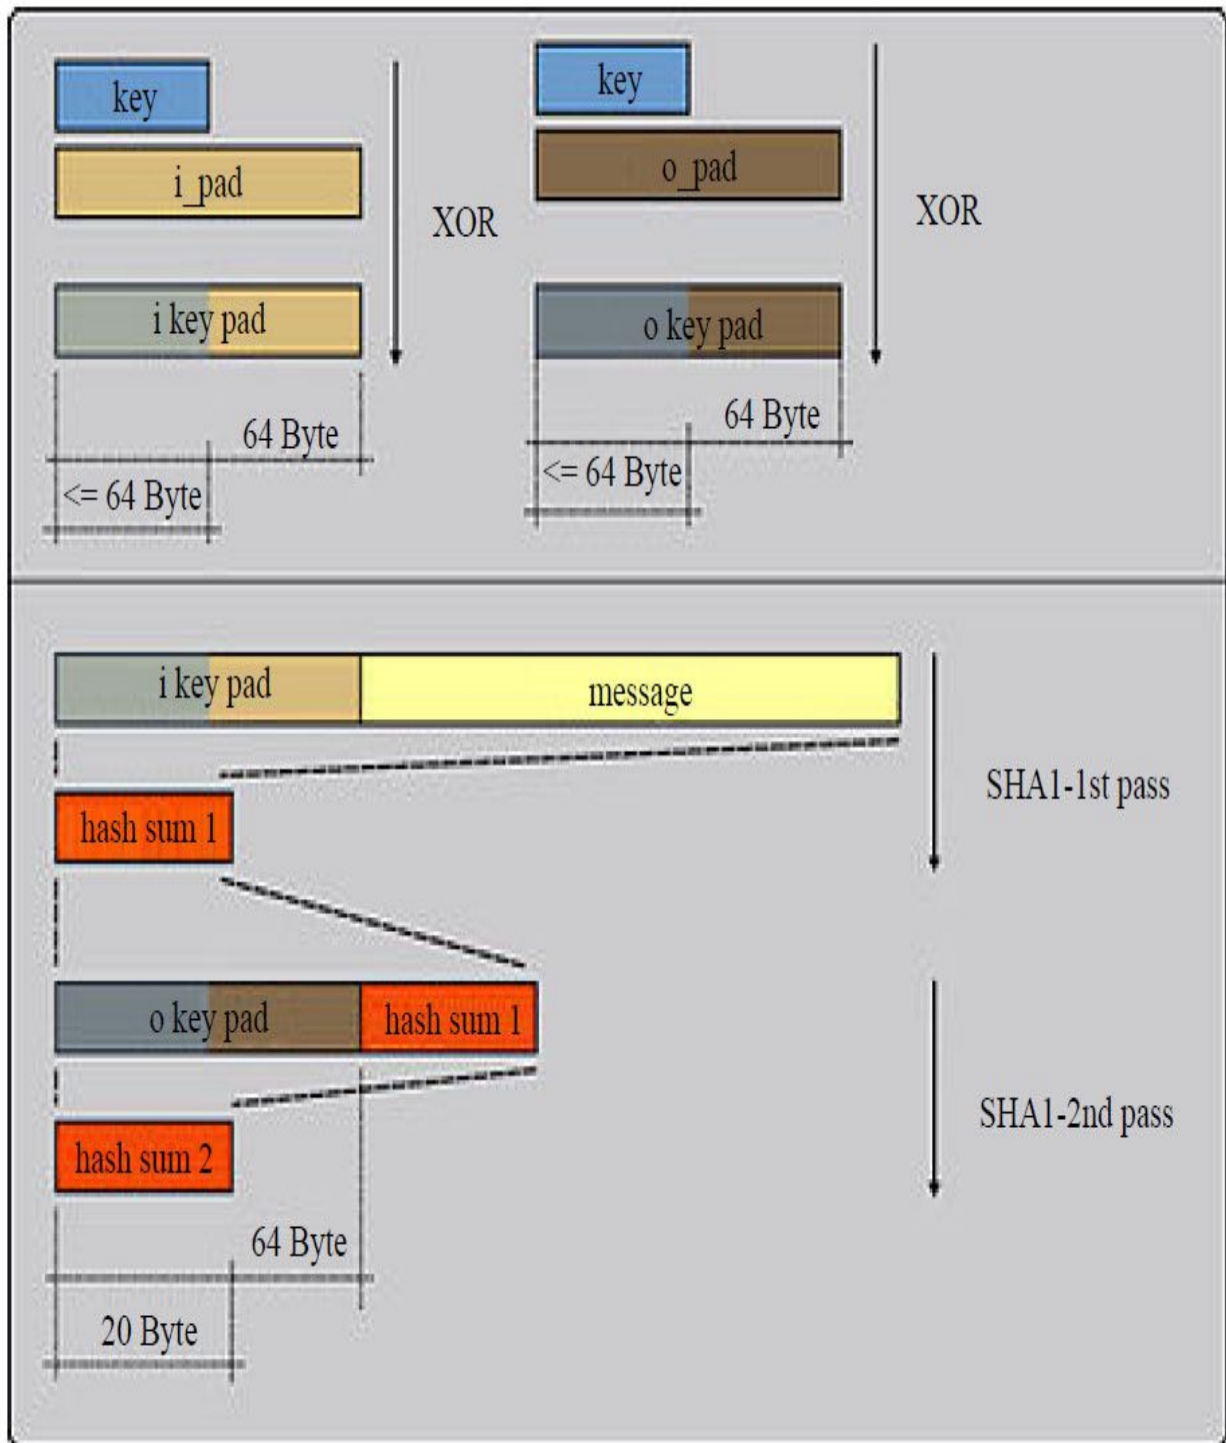 key
i_pad
XOR
i key pad
64 Byte
<= 64 Byte
key
o_pad
XOR
o key pad
64 Byte
<= 64 Byte
i key pad
message
SHA1-1st pass
hash sum 1
o key pad
hash sum 1
SHA1-2nd pass
hash sum 2
64 Byte
20 Byte